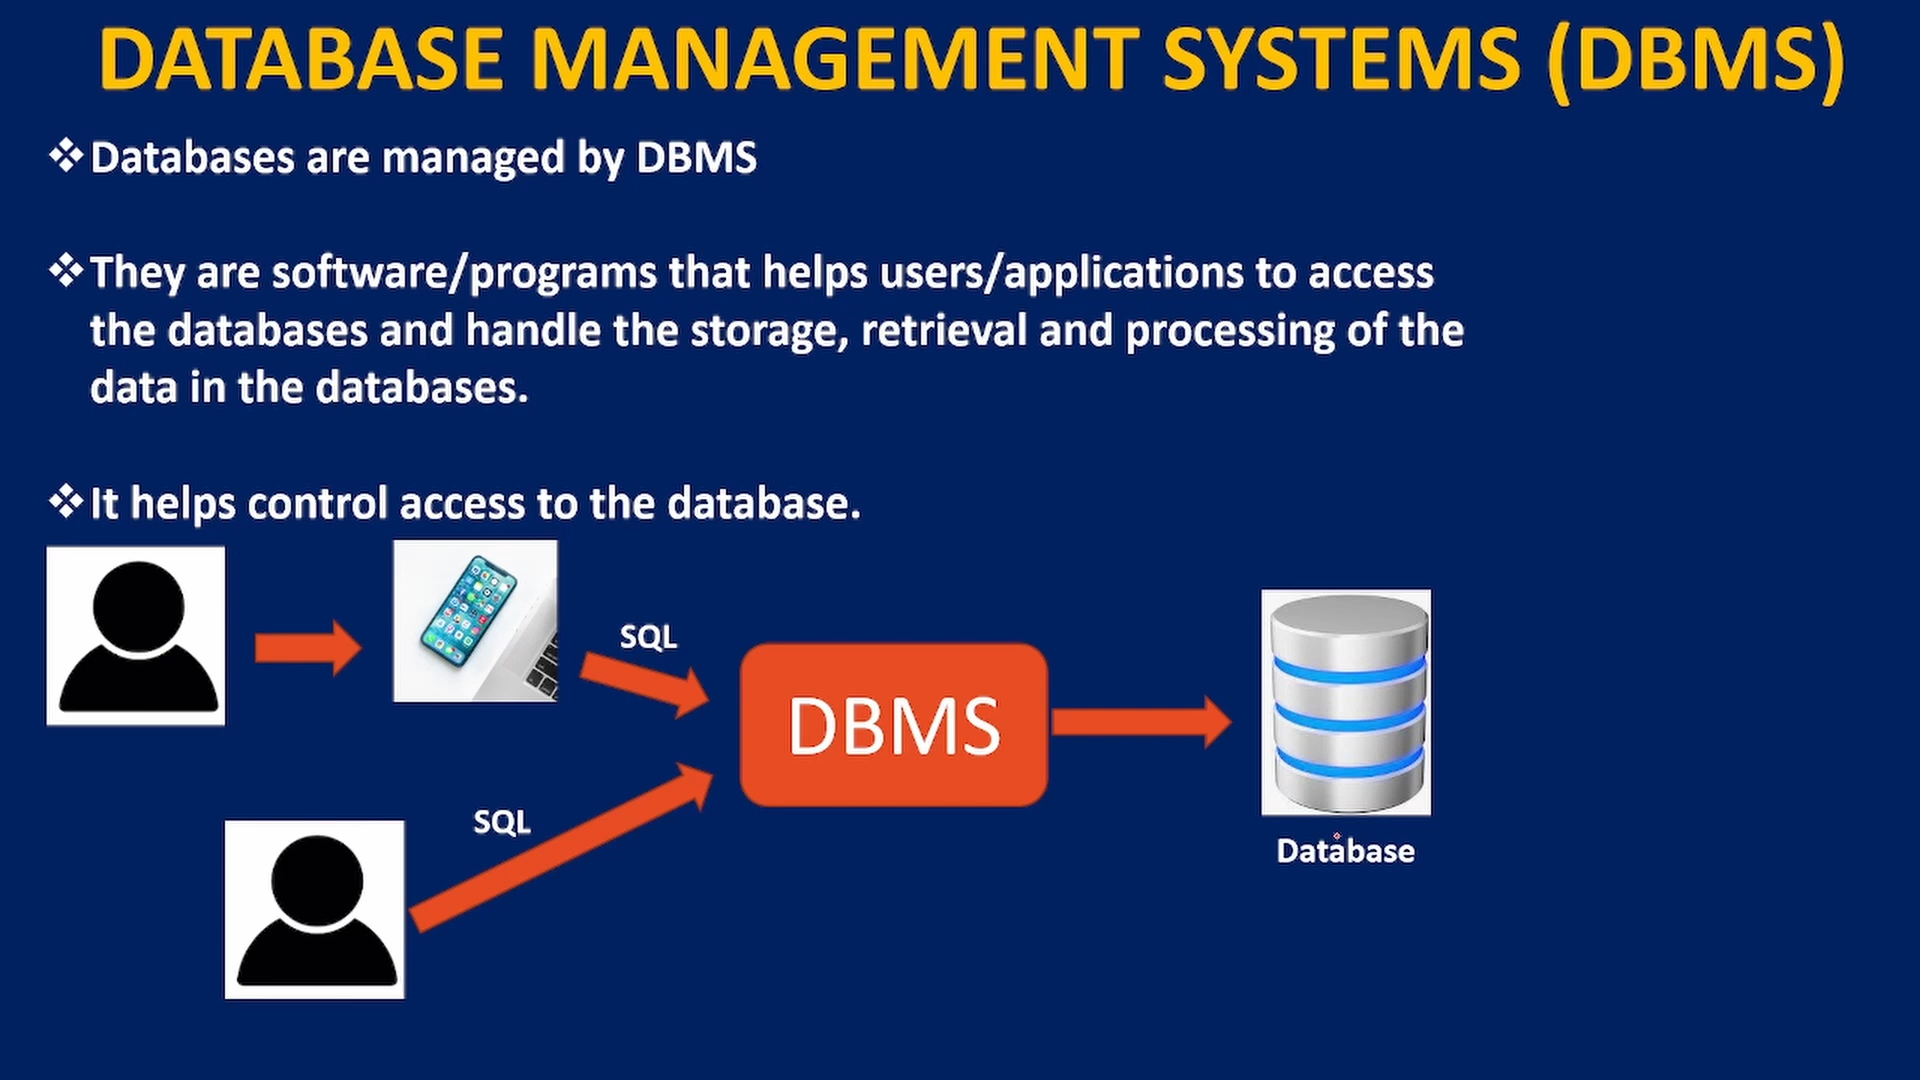 DATABASE MANAGEMENT SYSTEMS (DBMS)
❖Databases are managed by DBMS
❖They are software/programs that helps users/applications to access
the databases and handle the storage, retrieval and processing of the
data in the databases.
❖It helps control access to the database.
SQL
DBMS
SQL
Database